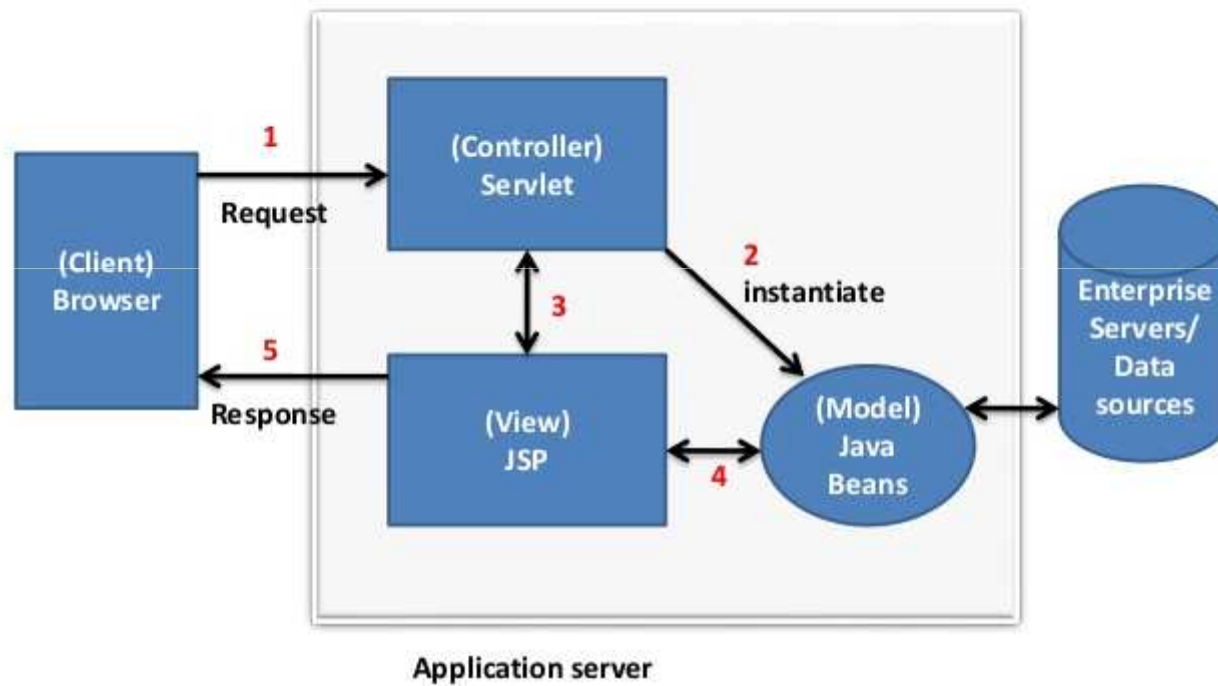 1
Request
(Client)
Browser
5
Response
(Controller)
Servlet
2
instantiate
3
(View)
JSP
4
(Model)
Java
Beans
Enterprise
Servers/
Data
sources
Application server